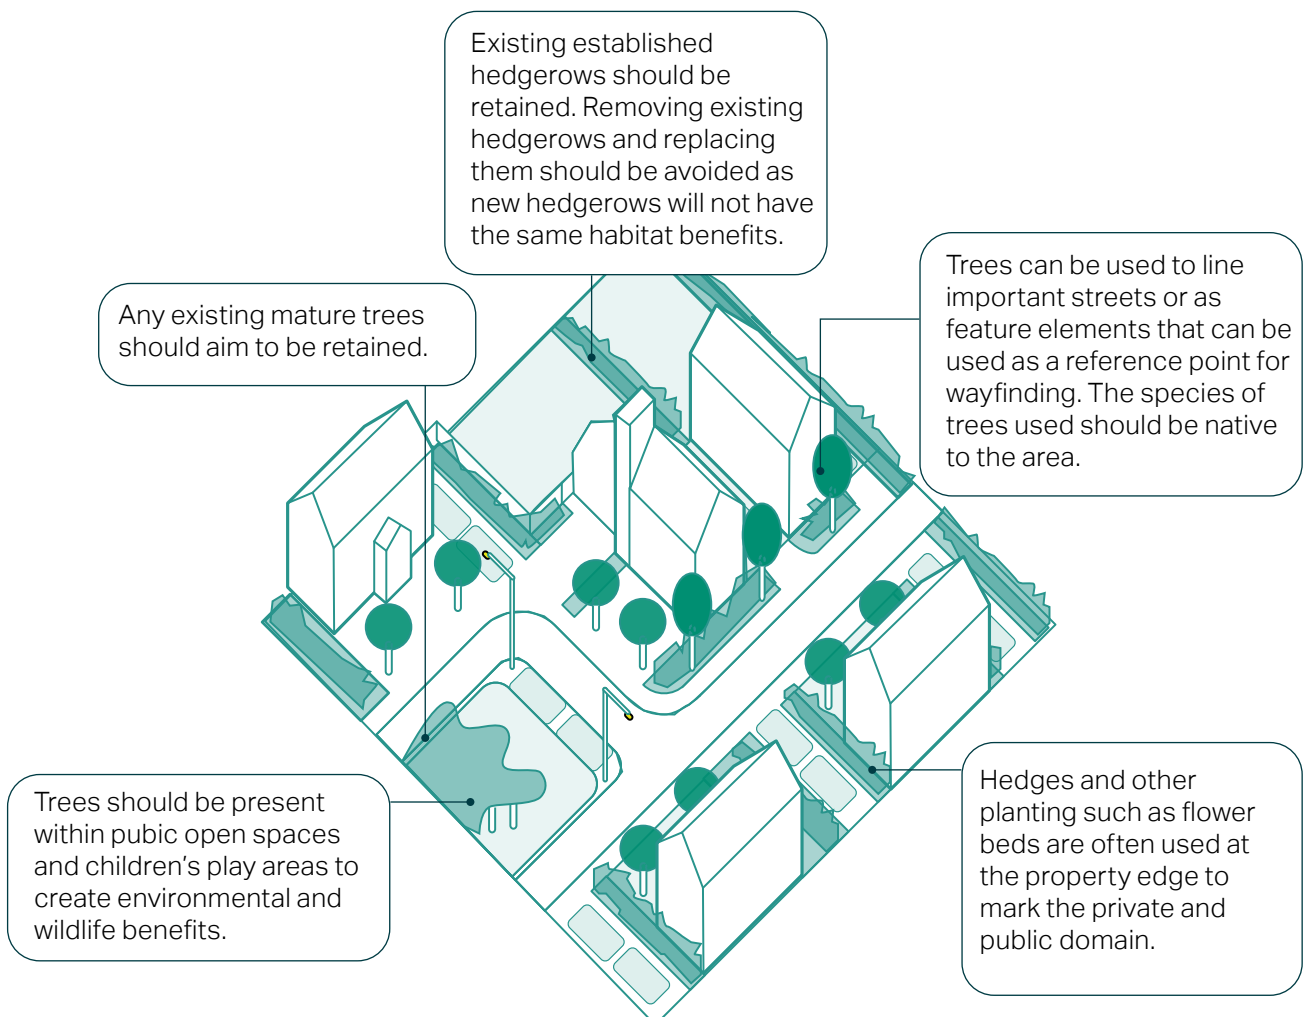 Existing established
hedgerows should be
retained. Removing existing
hedgerows and replacing
them should be avoided as
new hedgerows will not have
the same habitat benefits.
Any existing mature trees
should aim to be retained.
Trees can be used to line
important streets or as
feature elements that can be
used as a reference point for
wayfinding. The species of
trees used should be native
to the area.
Trees should be present
within pubic open spaces
and children's play areas to
create environmental and
wildlife benefits.
Hedges and other
planting such as flower
beds are often used at
the property edge to
mark the private and
public domain.